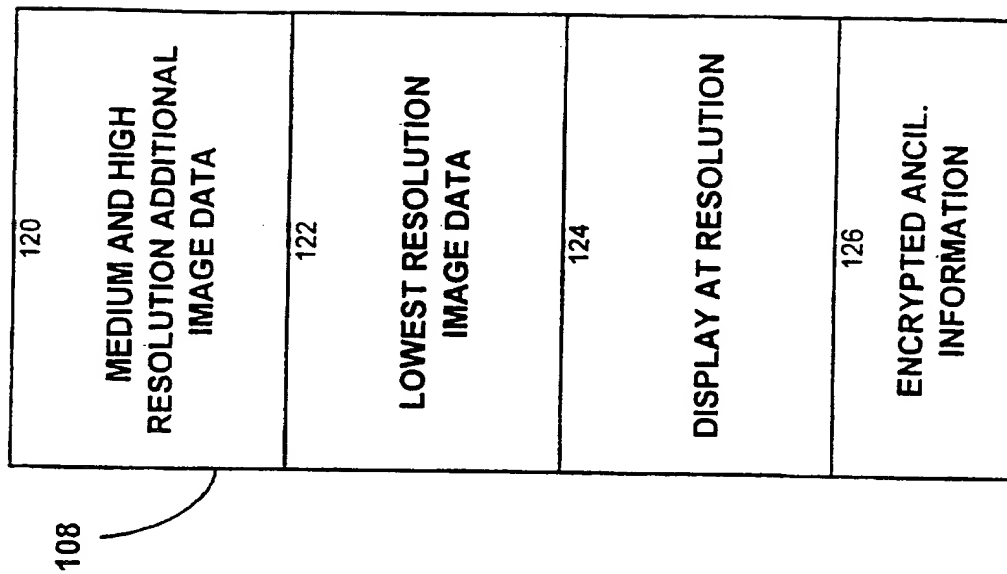 108
120
MEDIUM AND HIGH
RESOLUTION ADDITIONAL
IMAGE DATA
122
LOWEST RESOLUTION
IMAGE DATA
124
DISPLAY AT RESOLUTION
126
ENCRYPTED ANCIL.
INFORMATION